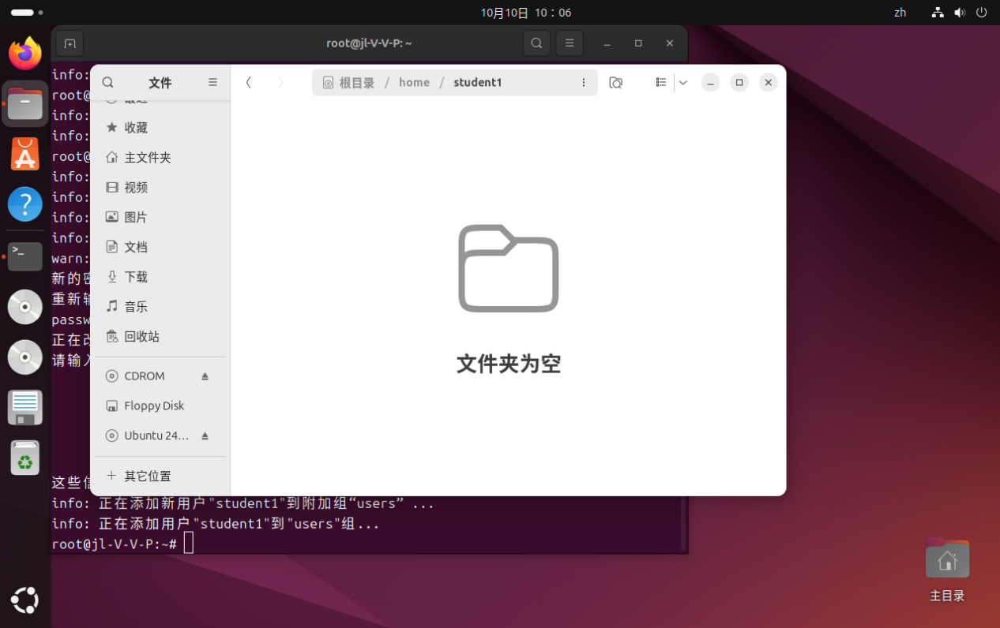 10月10日 10：06
zh
root@jl-V-V-P: ~
info:
root@
info:
info:
root@
info:
info:
info:
info:
warn:
新的
重新
passw
正在
请输
这些
info: 正在添加新用户"student1"到附加组“users” ...
info: 正在添加用户"student1"到"users"组...
root@jl-V-V-P:~#
文件
最近
收藏
主文件夹
视频
图片
文档
下载
音乐
回收站
CDROM
Floppy Disk
Ubuntu 24…
其它位置
根目录 / home / student1
文件夹为空
主目录